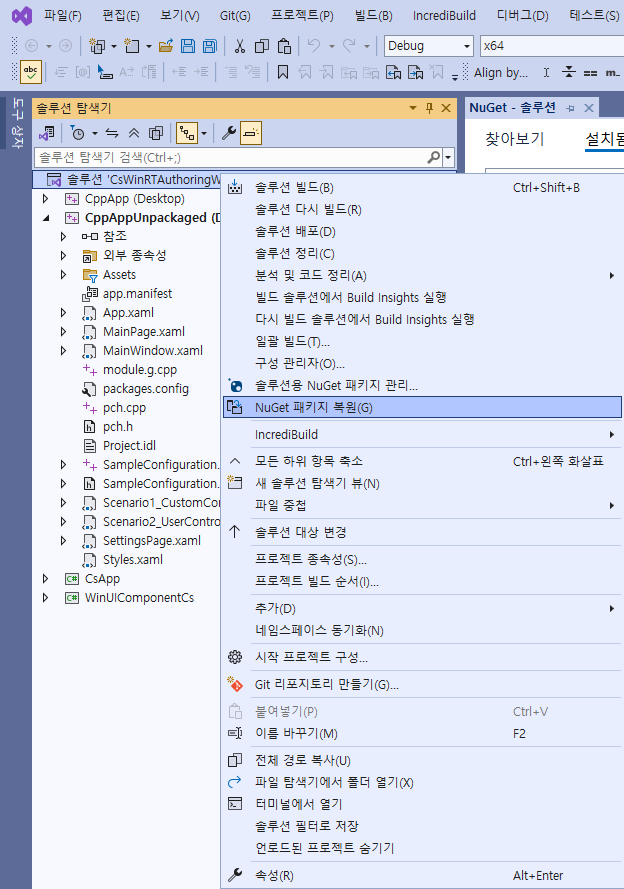 파일(F) 편집(E) 보기(V) Git(G) 프로젝트(P) 빌드(B) IncrediBuild 디버그(D) 테스트(S)
Debug x64
abc Align by...
도구 상자
솔루션 탐색기
솔루션 탐색기 검색(Ctrl+;)
솔루션 'CsWinRTAuthoringW
CppApp (Desktop)
CppAppUnpackaged (D
참조
외부 종속성
Assets
app.manifest
App.xaml
MainPage.xaml
MainWindow.xaml
module.g.cpp
packages.config
pch.cpp
pch.h
Project.idl
SampleConfiguration.
SampleConfiguration.
Scenario1_CustomCo
Scenario2_UserContro
SettingsPage.xaml
Styles.xaml
CsApp
WinUIComponentCs
NuGet - 솔루션
찾아보기 설치됨
솔루션 빌드(B) Ctrl+Shift+B
솔루션 다시 빌드(R)
솔루션 배포(D)
솔루션 정리(C)
분석 및 코드 정리(A)
빌드 솔루션에서 Build Insights 실행
다시 빌드 솔루션에서 Build Insights 실행
일괄 빌드(T)...
구성 관리자(O)...
솔루션용 NuGet 패키지 관리...
NuGet 패키지 복원(G)
IncrediBuild
모든 하위 항목 축소 Ctrl+왼쪽 화살표
새 솔루션 탐색기 뷰(N)
파일 중첩
솔루션 대상 변경
프로젝트 종속성(S)...
프로젝트 빌드 순서(I)...
추가(D)
네임스페이스 동기화(N)
시작 프로젝트 구성...
Git 리포지토리 만들기(G)...
붙여넣기(P) Ctrl+V
이름 바꾸기(M) F2
전체 경로 복사(U)
파일 탐색기에서 폴더 열기(X)
터미널에서 열기
솔루션 필터로 저장
언로드된 프로젝트 숨기기
속성(R) Alt+Enter